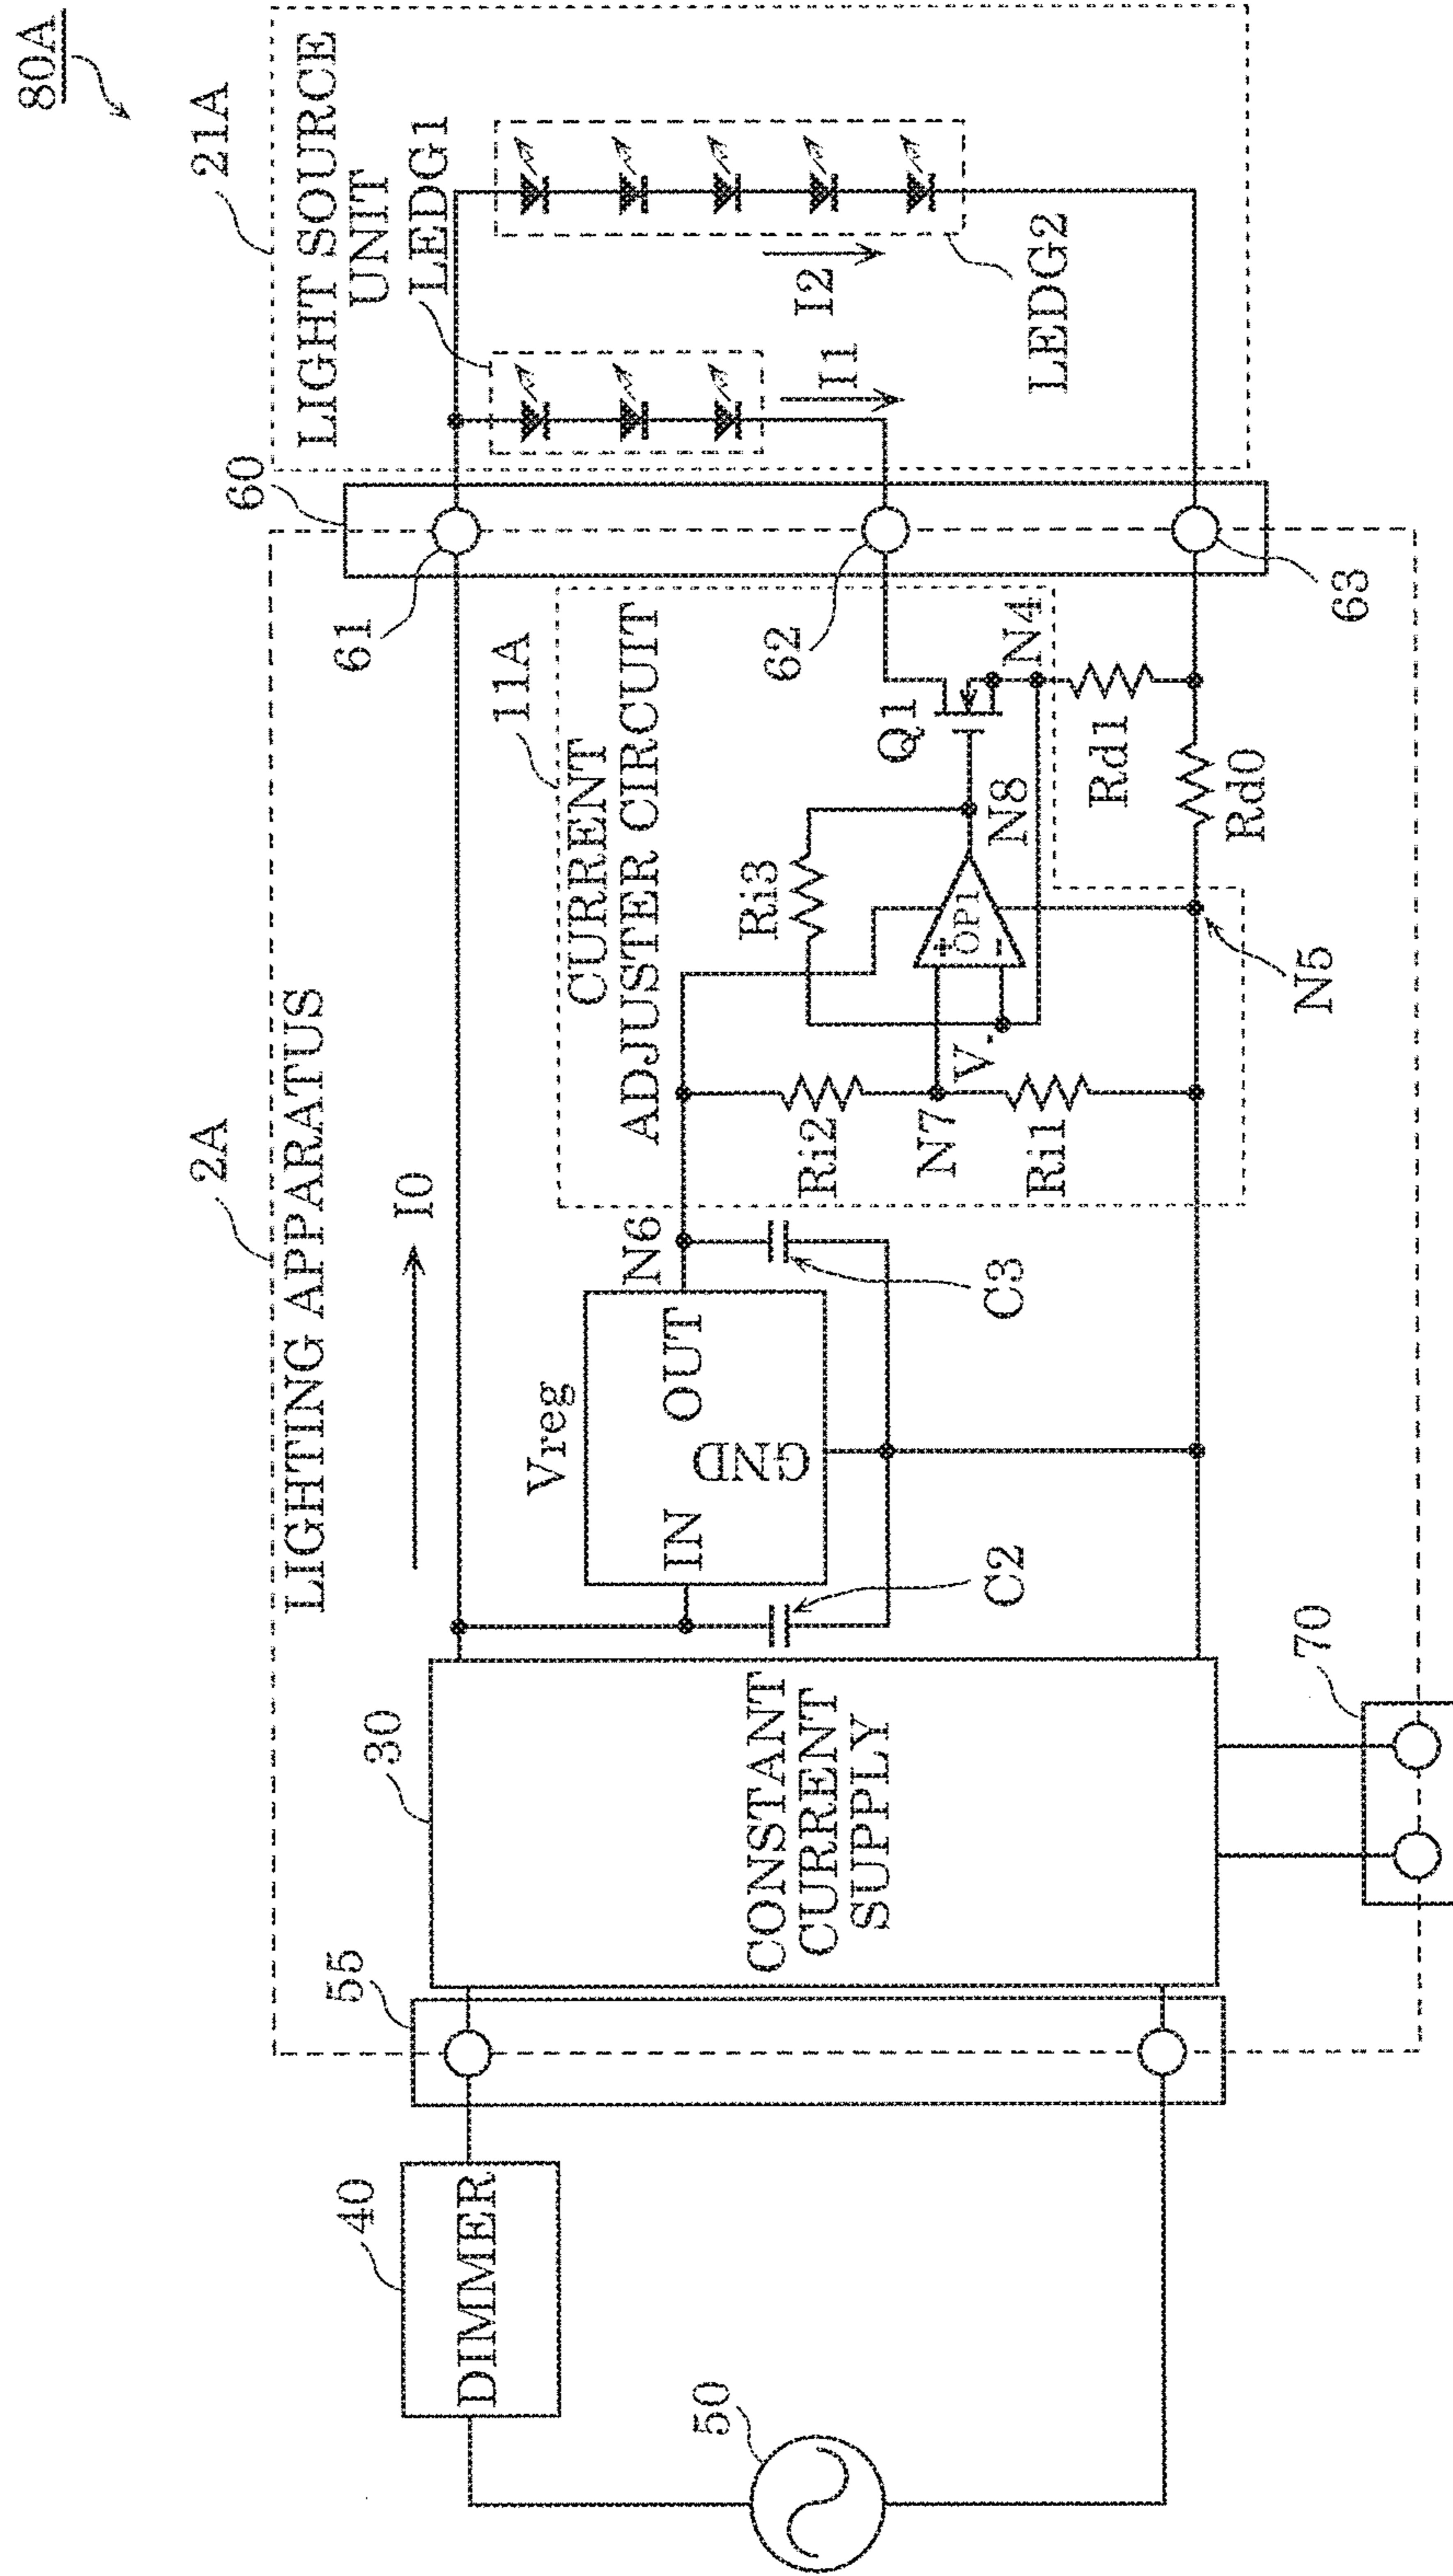 80A
2A
LIGHTING APPARATUS
21A
LIGHT SOURCE
UNIT
LEDG1
60
I0
61
30
55
40
DIMMER
50
CONSTANT
CURRENT
SUPPLY
Vreg
IN
OUT
GND
N6
C2
C3
11A
CURRENT
ADJUSTER CIRCUIT
Ri3
Ri2
N7
Ri1
V-
+
-
OP1
N8
Q1
N4
62
Rd1
Rd0
N5
63
I1
I2
LEDG2
70